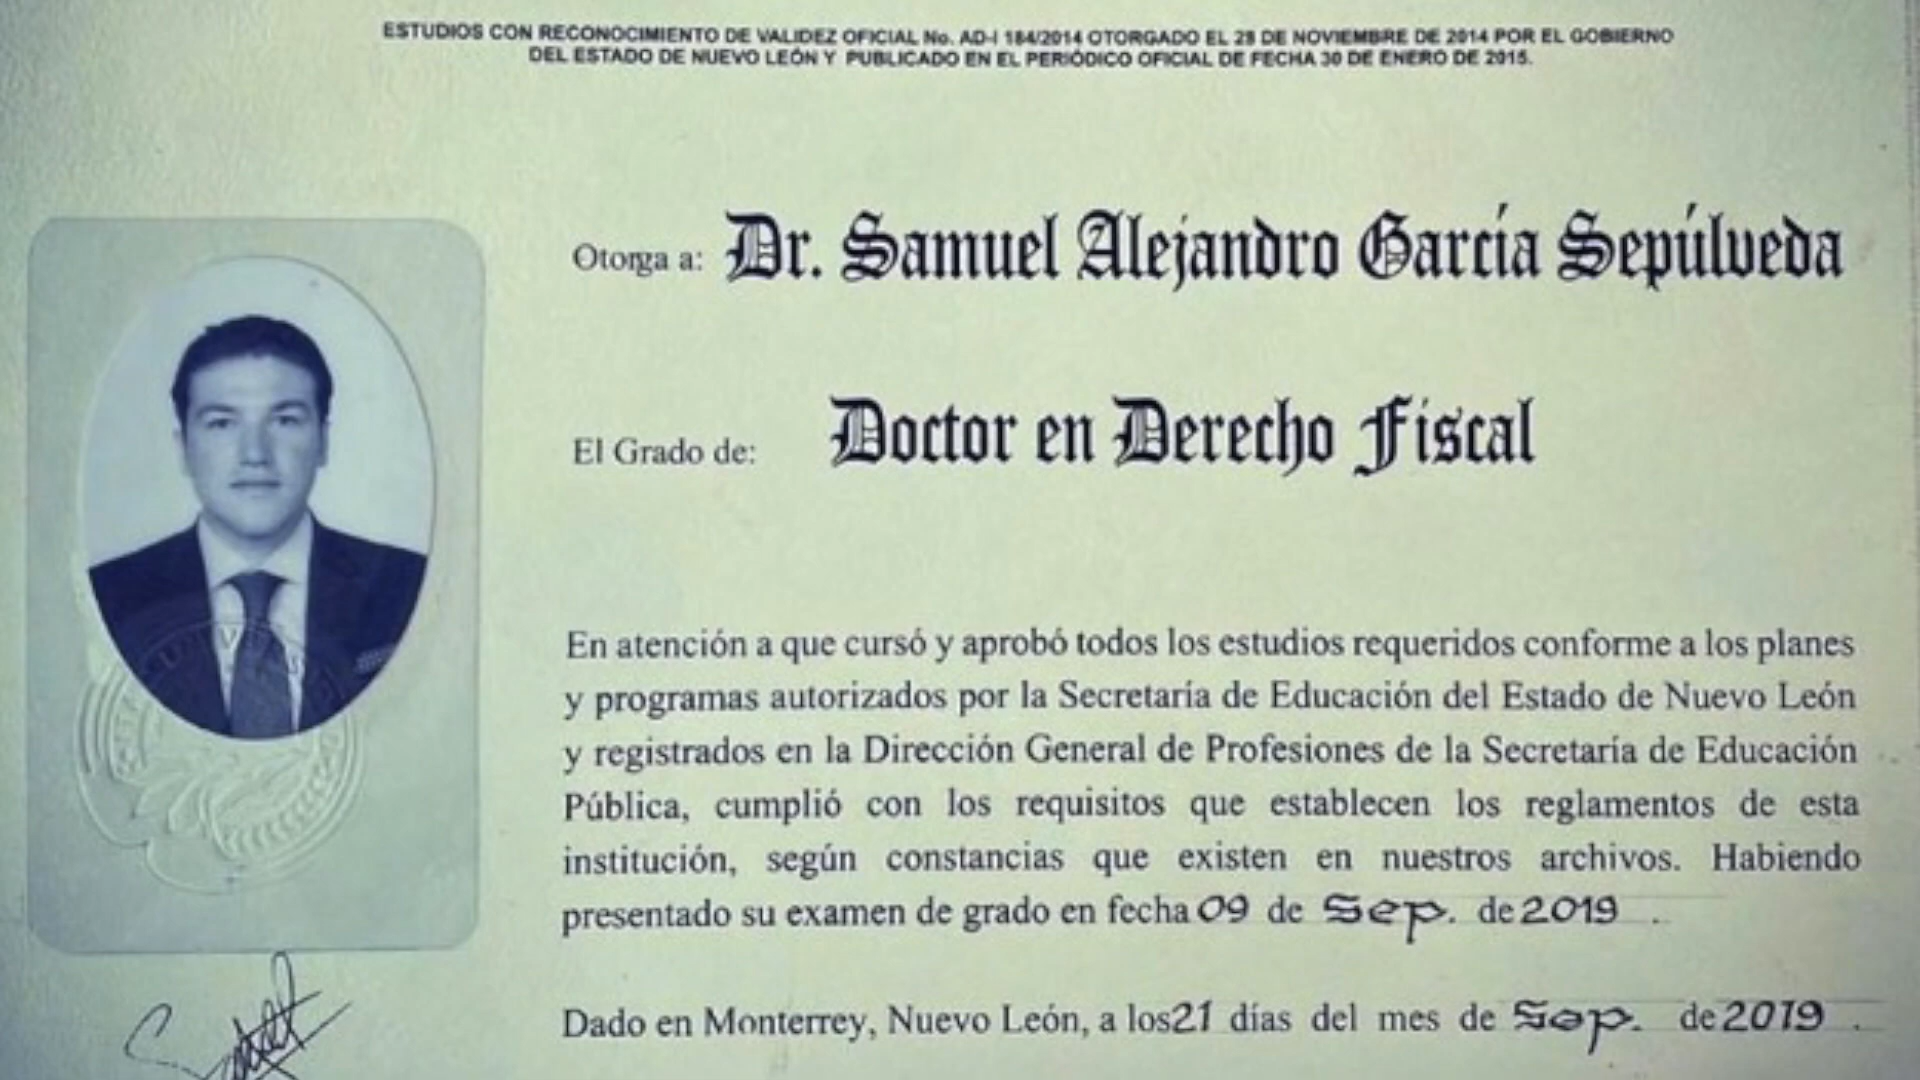 ESTUDIOS CON RECONOCIMIENTO DE VALIDEZ OFICIAL No. AD-I 184/2014 OTORGADO EL 28 DE NOVIEMBRE DE 2014 POR EL GOBIERNO
DEL ESTADO DE NUEVO LEÓN Y PUBLICADO EN EL PERIÓDICO OFICIAL DE FECHA 30 DE ENERO DE 2015.
Otorga a: Dr. Samuel Alejandro García Sepúlveda
El Grado de: Doctor en Derecho Fiscal
En atención a que cursó y aprobó todos los estudios requeridos conforme a los planes
y programas autorizados por la Secretaría de Educación del Estado de Nuevo León
y registrados en la Dirección General de Profesiones de la Secretaría de Educación
Pública, cumplió con los requisitos que establecen los reglamentos de esta
institución, según constancias que existen en nuestros archivos. Habiendo
presentado su examen de grado en fecha 09 de Sep. de 2019 .
Dado en Monterrey, Nuevo León, a los 21 días del mes de Sep. de 2019 .